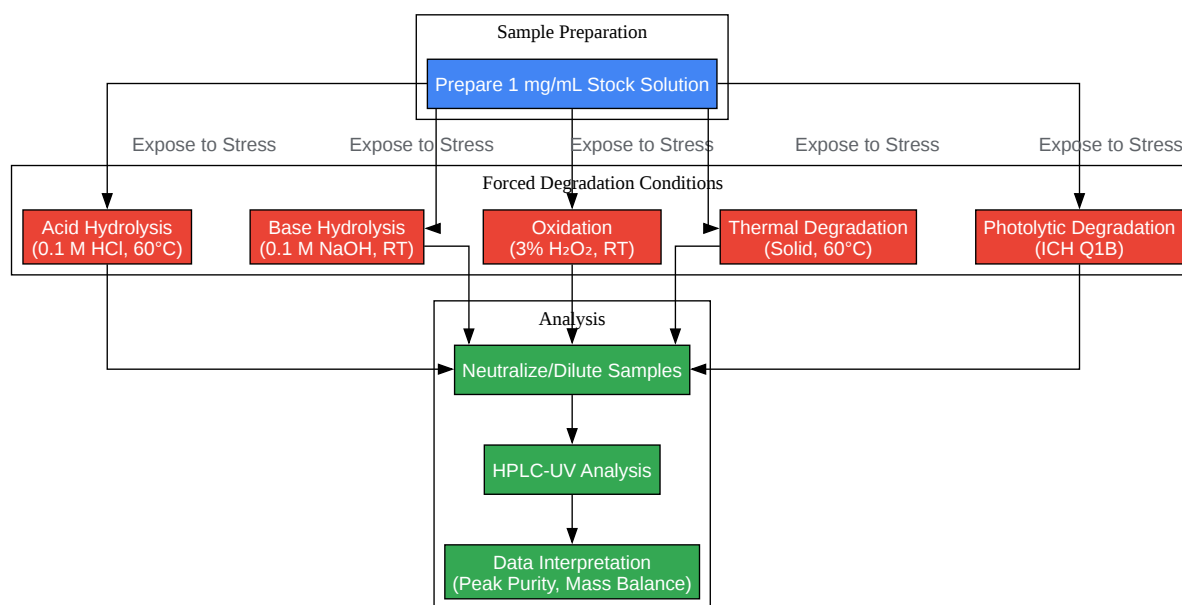 Sample Preparation
Prepare 1 mg/mL Stock Solution
Expose to Stress
Expose to Stress
Expose to Stress
Expose to Stress
Expose to Stress
Forced Degradation Conditions
Acid Hydrolysis
(0.1 M HCl, 60°C)
Base Hydrolysis
(0.1 M NaOH, RT)
Oxidation
(3% H₂O₂, RT)
Thermal Degradation
(Solid, 60°C)
Photolytic Degradation
(ICH Q1B)
Analysis
Neutralize/Dilute Samples
HPLC-UV Analysis
Data Interpretation
(Peak Purity, Mass Balance)